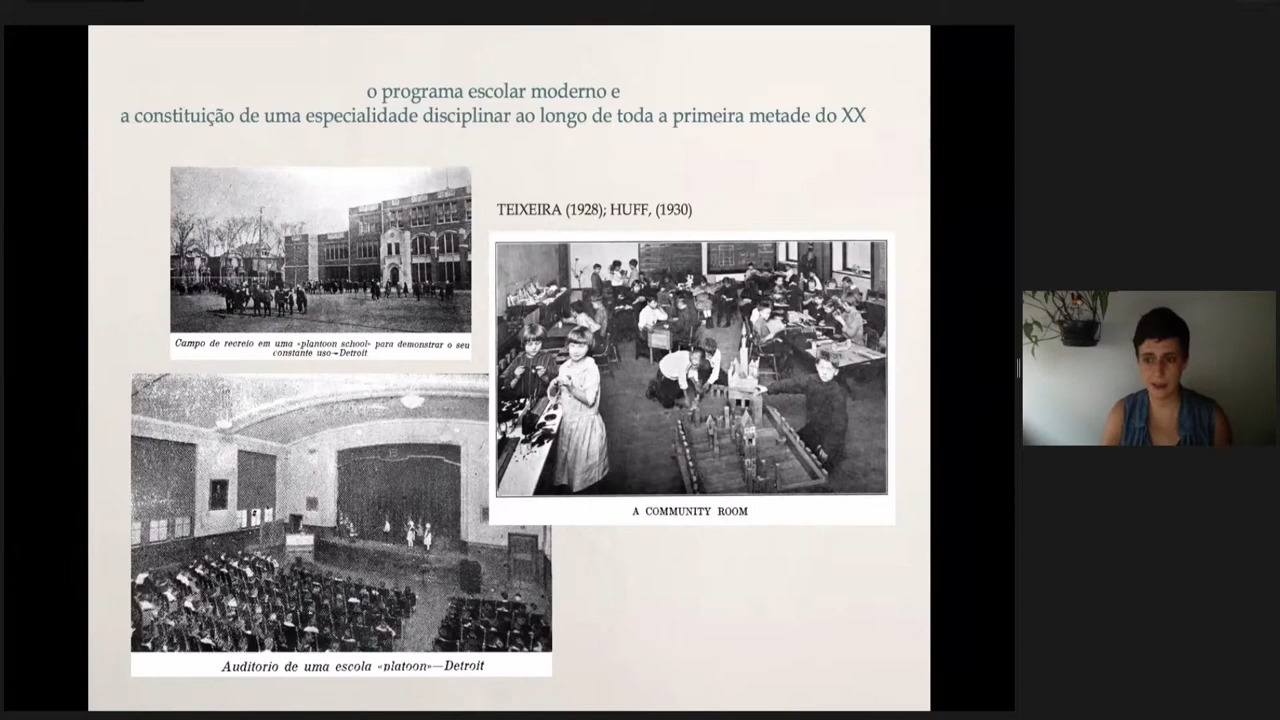 o programa escolar moderno e
a constituição de uma especialidade disciplinar ao longo de toda a primeira metade do XX
TEIXEIRA (1928); HUFF, (1930)
Campo de recreio em uma «plantoon school» para demonstrar o seu
constante uso—Detroit
A COMMUNITY ROOM
Auditorio de uma escola «platoon»—Detroit